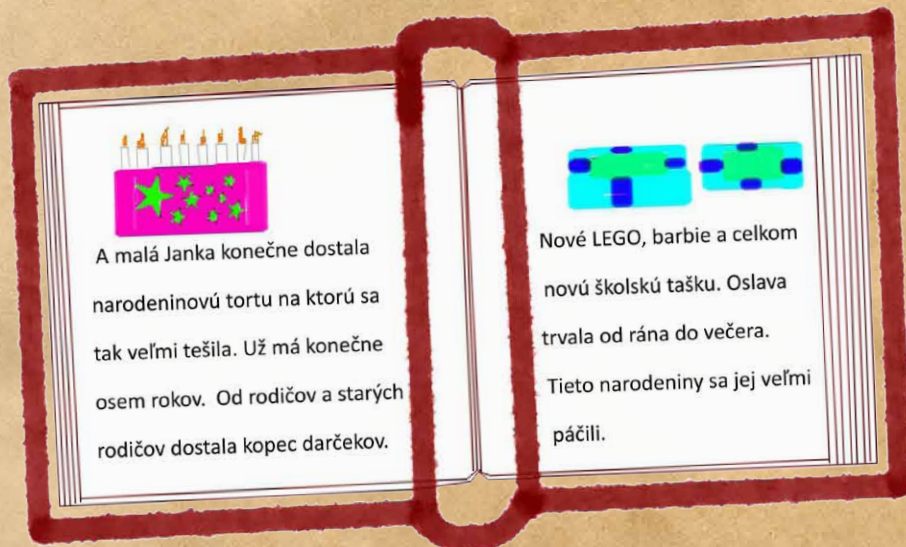 A malá Janka konečne dostala
narodeninovú tortu na ktorú sa
tak veľmi tešila. Už má konečne
osem rokov. Od rodičov a starých
rodičov dostala kopec darčekov.
Nové LEGO, barbie a celkom
novú školskú tašku. Oslava
trvala od rána do večera.
Tieto narodeniny sa jej veľmi
páčili.